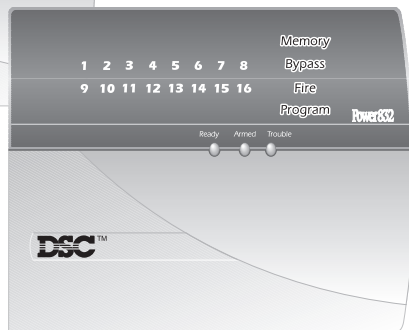 Memory
1 2 3 4 5 6 7 8 Bypass
9 10 11 12 13 14 15 16 Fire
Program Power832
Ready Armed Trouble
DSC™